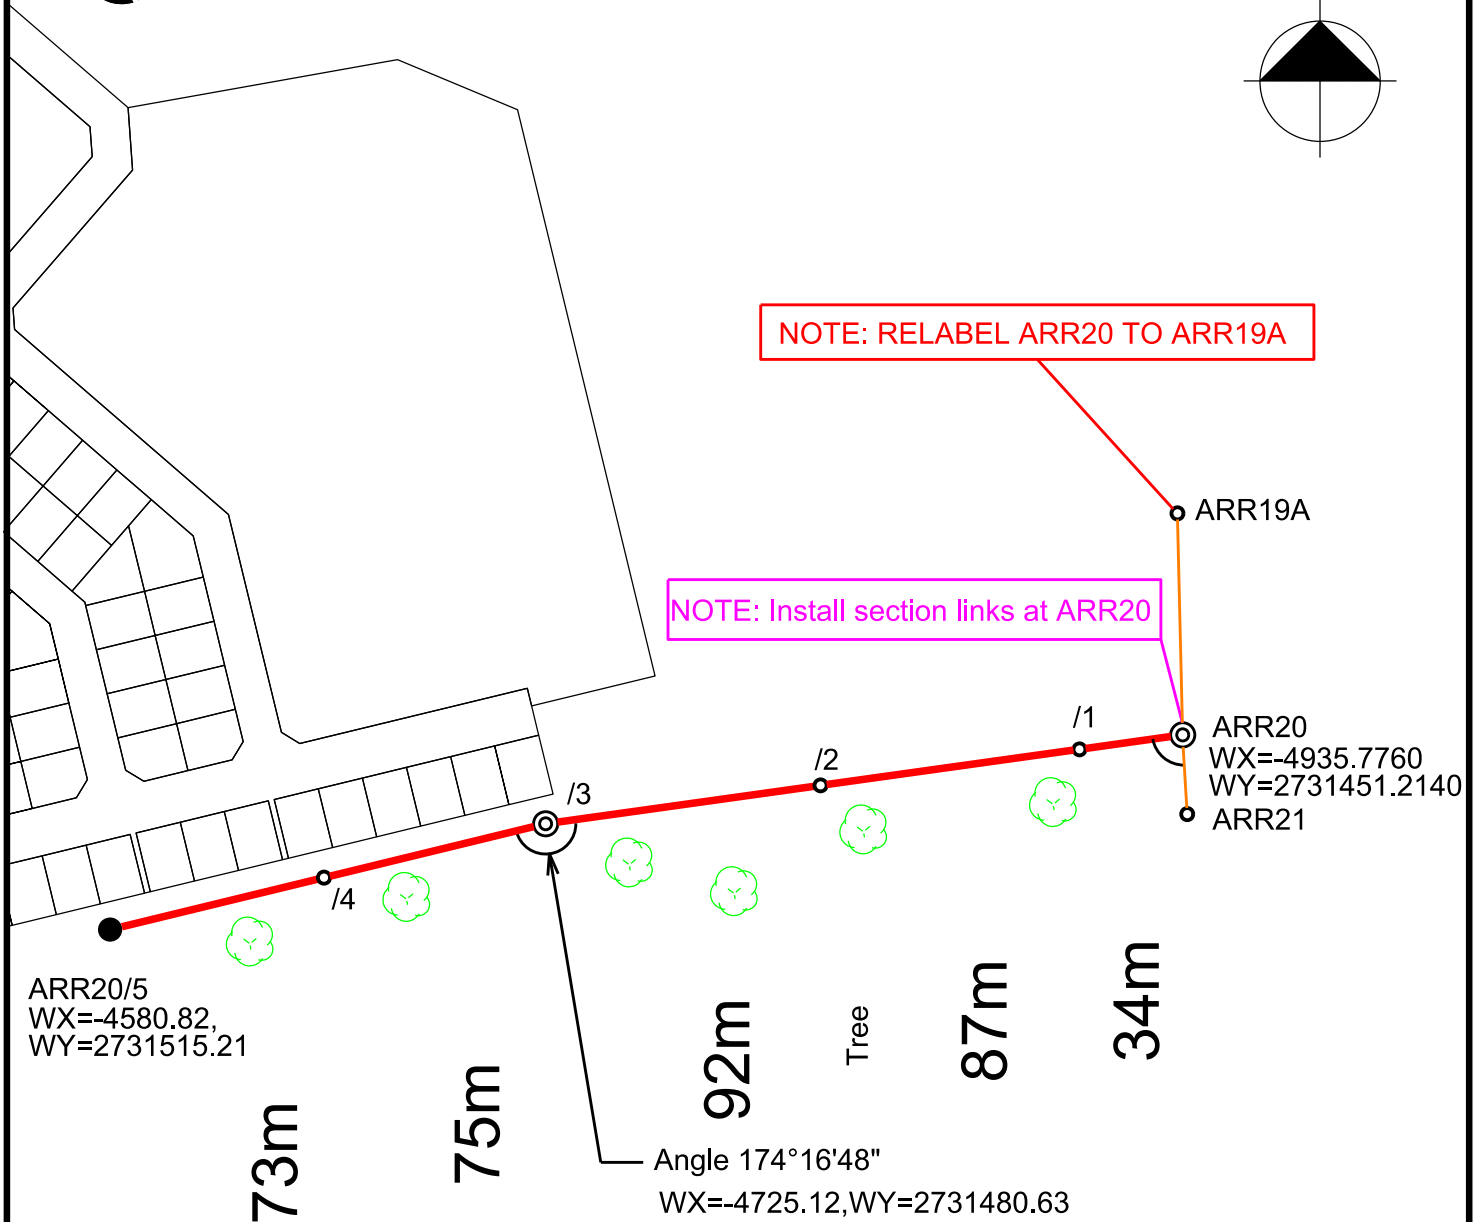 NOTE: RELABEL ARR20 TO ARR19A
ARR19A
NOTE: Install section links at ARR20
/1
ARR20
WX=-4935.7760
WY=2731451.2140
/2
/3
ARR21
/4
ARR20/5
WX=-4580.82,
WY=2731515.21
73m
75m
92m
Tree
87m
34m
Angle 174°16'48"
WX=-4725.12,WY=2731480.63